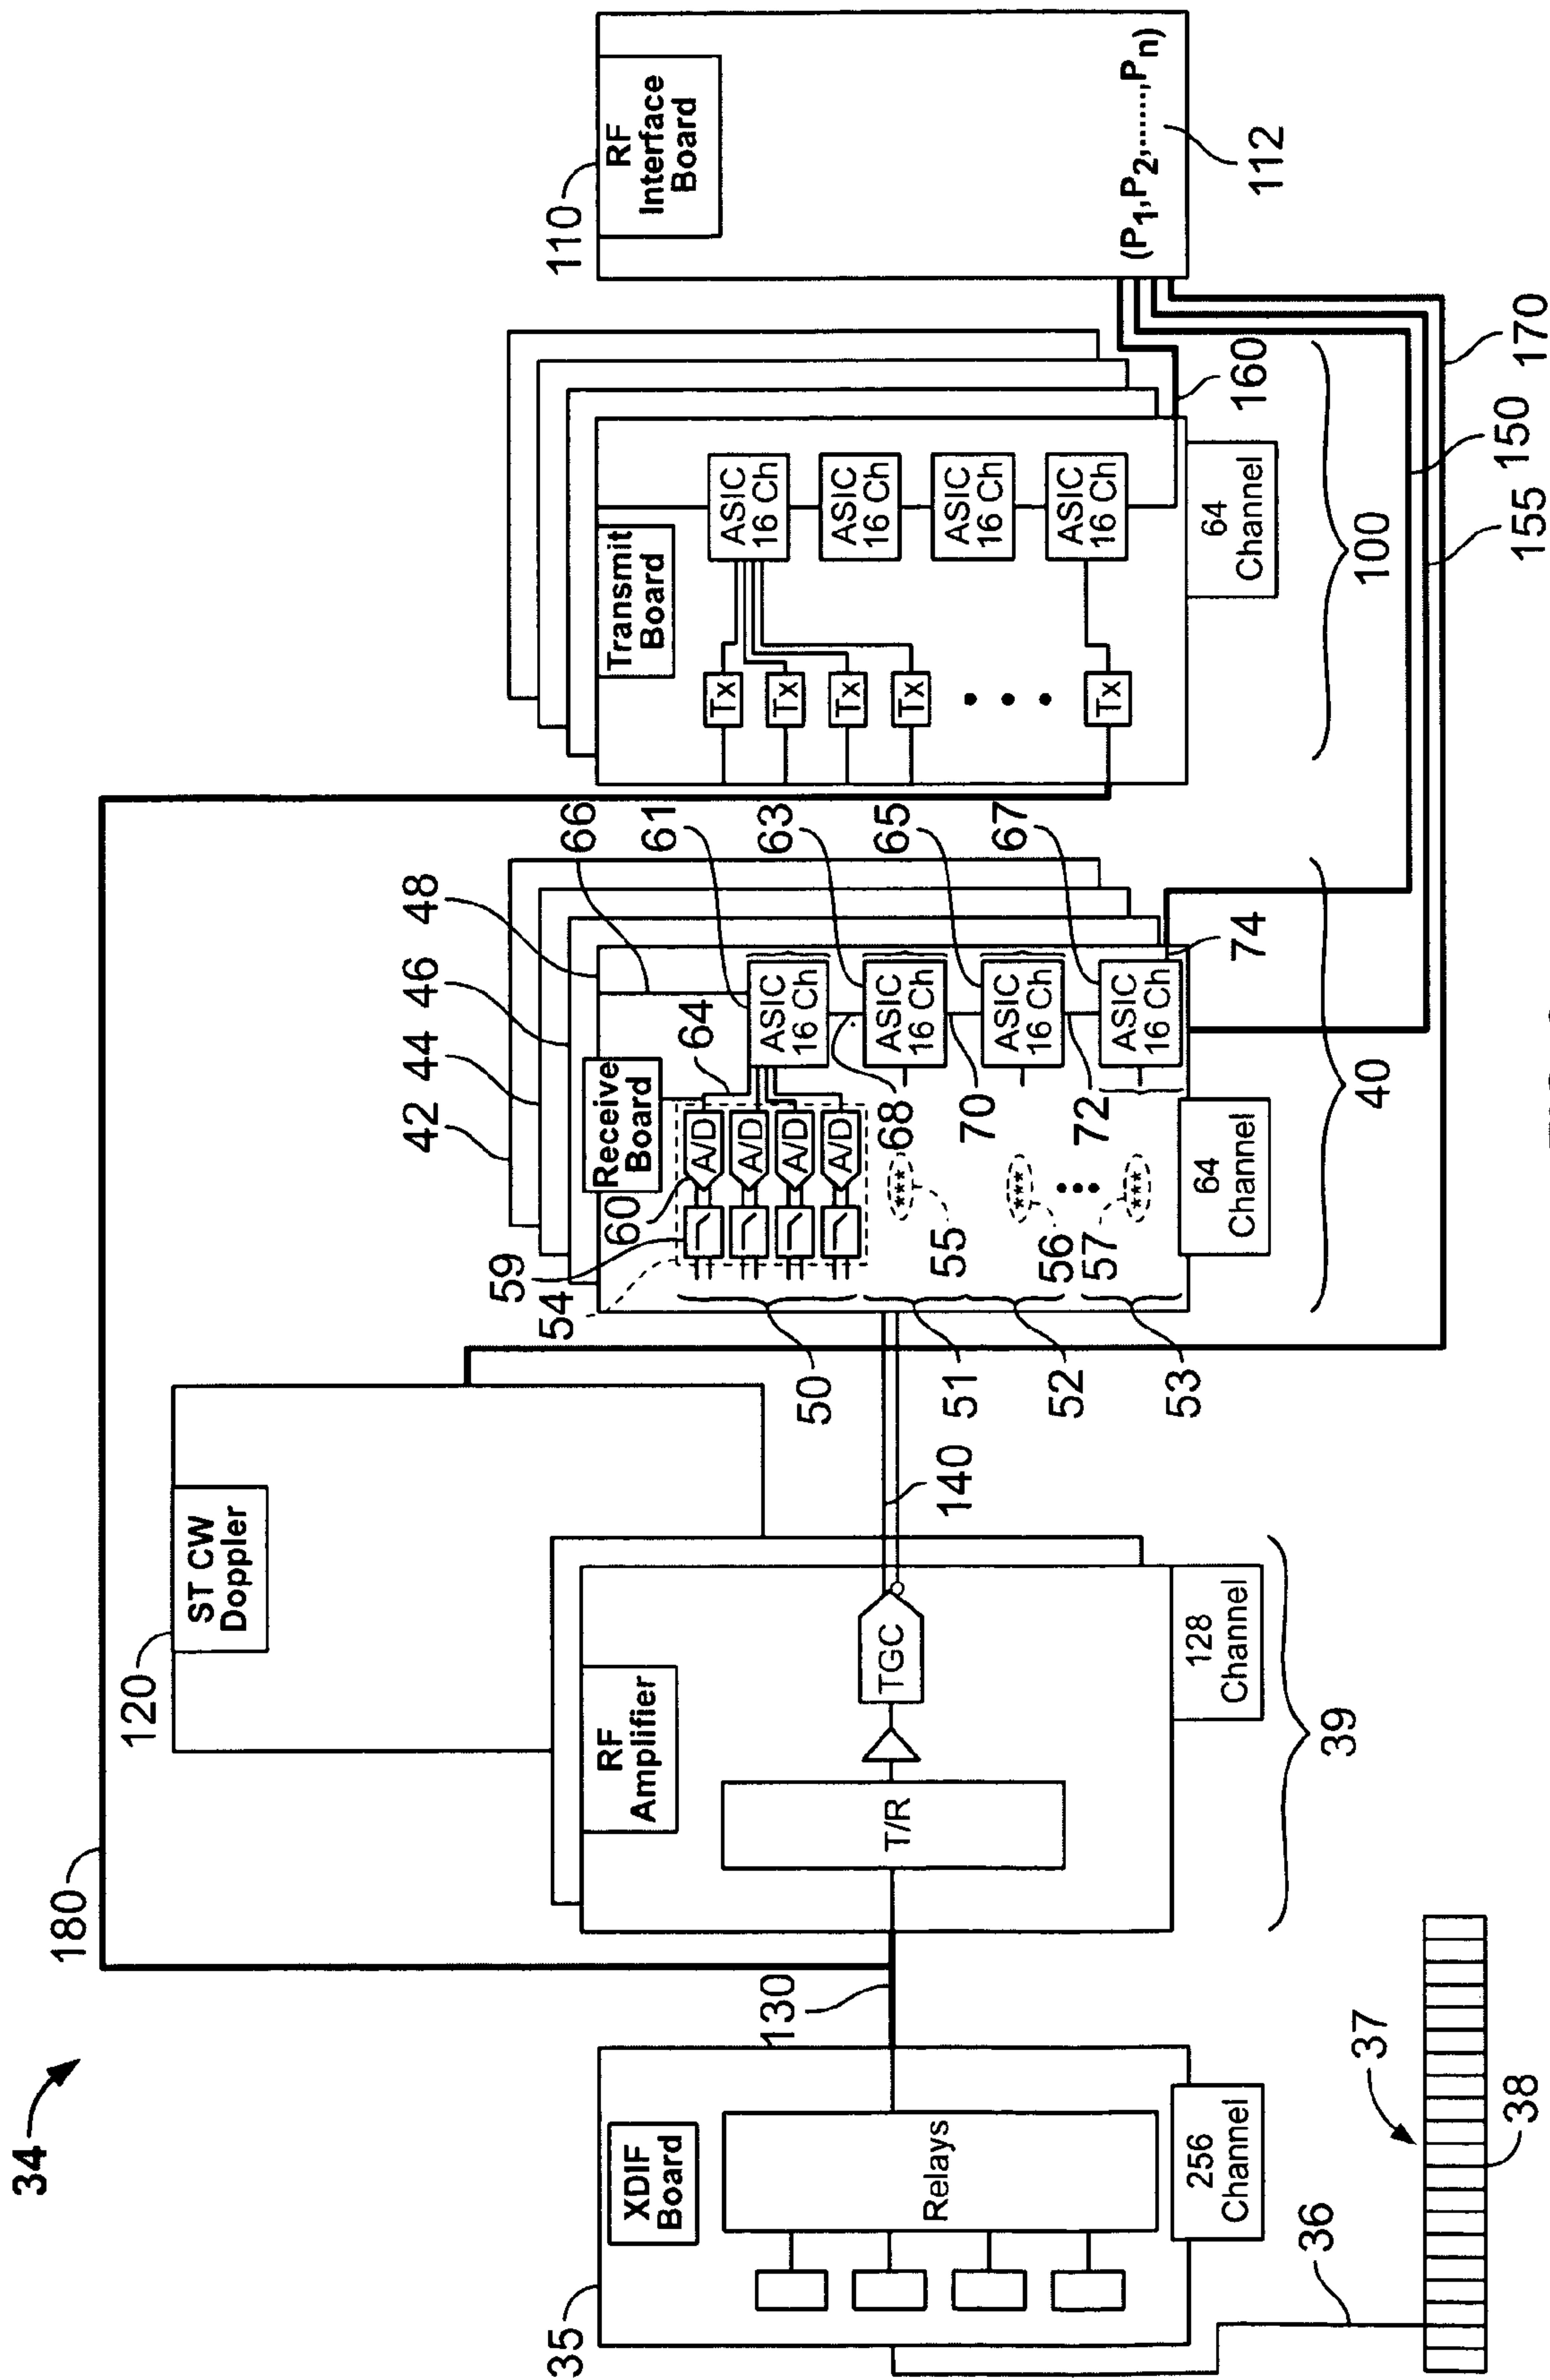 34
180
120
ST CW
Doppler
35
XDIF
Board
Relays
256
Channel
36
37
38
130
RF
Amplifier
T/R
TGC
128
Channel
39
140
42
44
46
48
66
61
63
65
67
Receive
Board
59
54
60
64
A/D
A/D
A/D
A/D
ASIC
16 Ch
ASIC
16 Ch
ASIC
16 Ch
ASIC
16 Ch
68
70
72
74
***
***
***
55
56
57
50
51
52
53
64
Channel
40
Transmit
Board
Tx
Tx
Tx
Tx
Tx
ASIC
16 Ch
ASIC
16 Ch
ASIC
16 Ch
ASIC
16 Ch
64
Channel
100
160
150
155
170
110
RF
Interface
Board
(P1,P2,......,Pn)
112